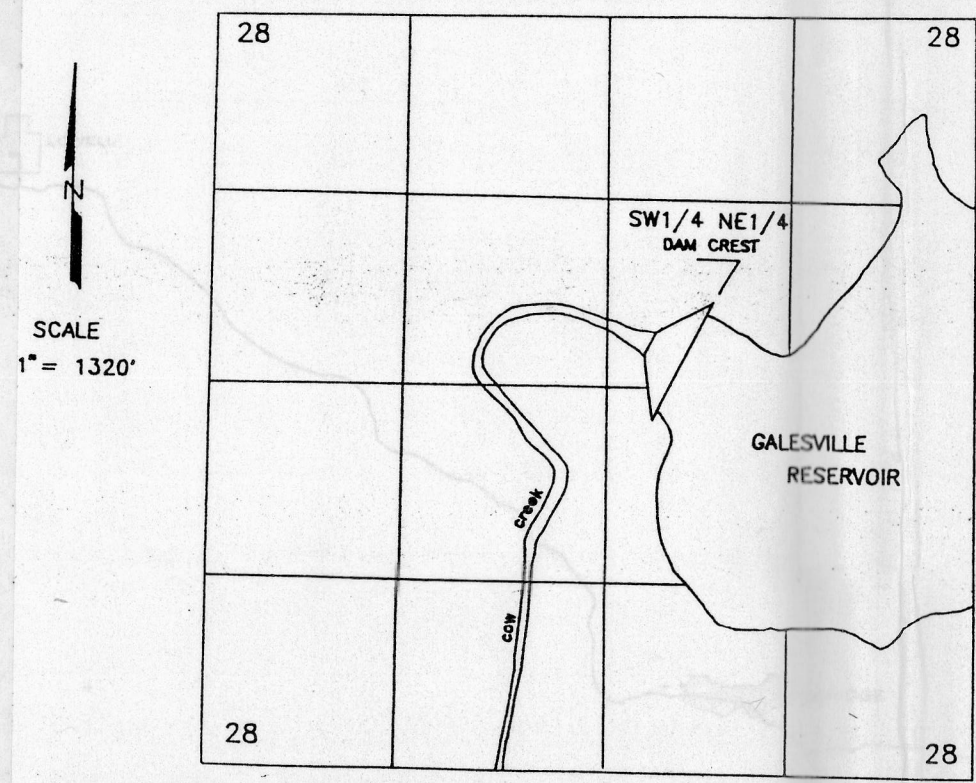 28
28
N
SW1/4 NE1/4
DAM CREST
SCALE
1" = 1320'
GALESVILLE
RESERVOIR
creek
cow
28
28